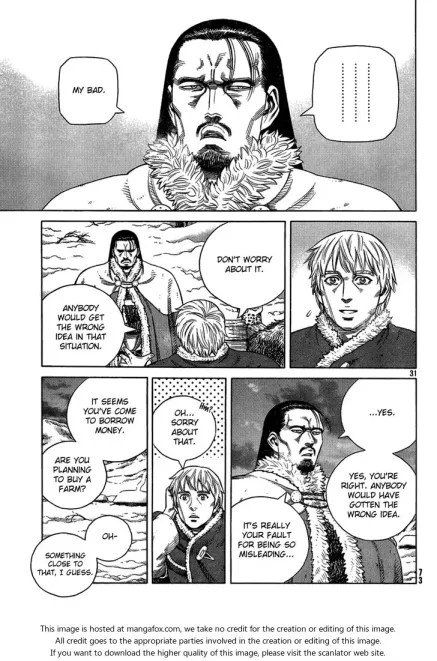 . . . . . . . . . .
MY BAD.
DON'T WORRY
ABOUT IT.
ANYBODY
WOULD GET
THE WRONG
IDEA IN THAT
SITUATION.
31
...YES.
YES, YOU'RE
RIGHT. ANYBODY
WOULD HAVE
GOTTEN THE
WRONG IDEA.
IT'S REALLY
YOUR FAULT
FOR BEING SO
MISLEADING...
HM?
OH...
SORRY
ABOUT
THAT.
IT SEEMS
YOU'VE COME
TO BORROW
MONEY.
ARE YOU
PLANNING
TO BUY A
FARM?
OH-
SOMETHING
CLOSE TO
THAT, I GUESS.
73
This image is hosted at mangafox.com, we take no credit for the creation or editing of this image.
All credit goes to the appropriate parties involved in the creation or editing of this image.
If you want to download the higher quality of this image, please visit the scanlator web site.